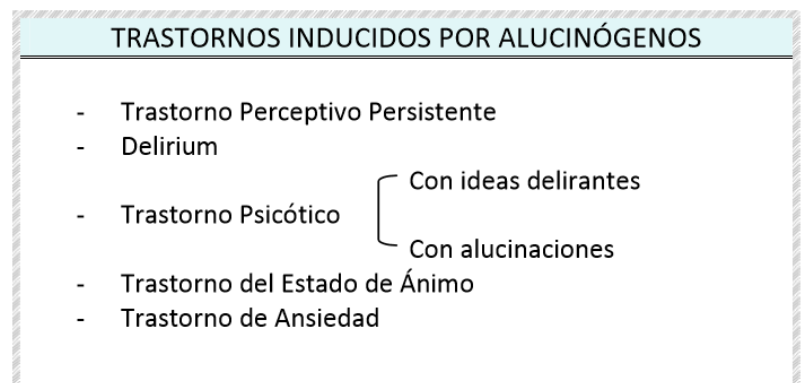 TRASTORNOS INDUCIDOS POR ALUCINÓGENOS
- Trastorno Perceptivo Persistente
- Delirium
Con ideas delirantes
- Trastorno Psicótico
Con alucinaciones
- Trastorno del Estado de Ánimo
- Trastorno de Ansiedad